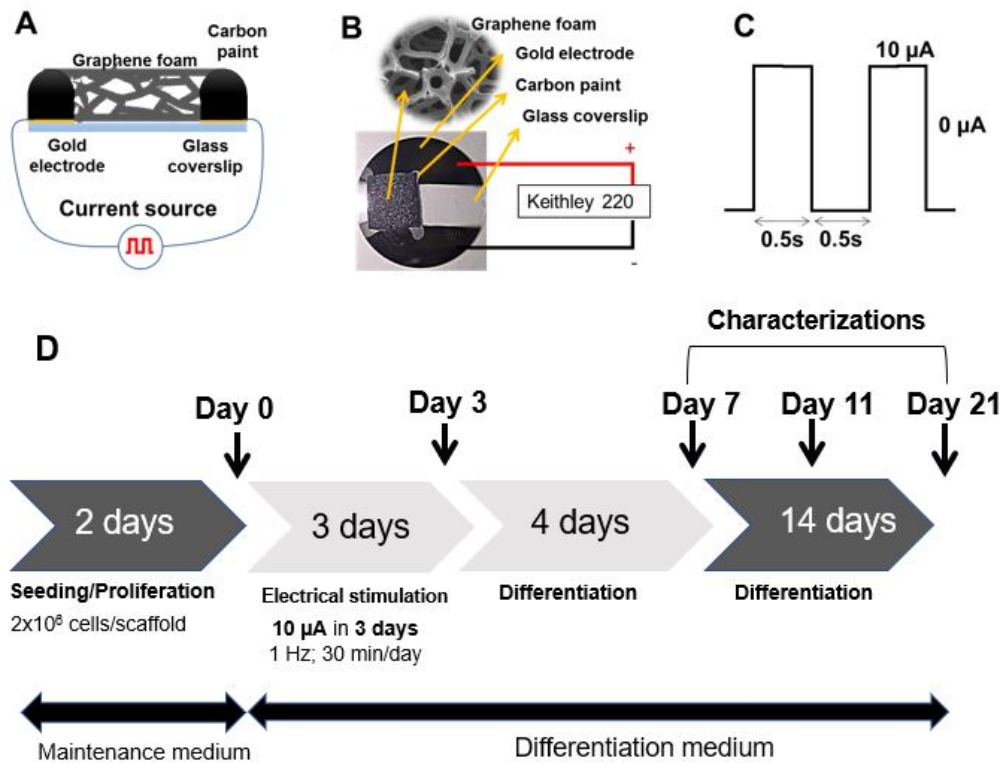 A
Graphene foam
Carbon
paint
Gold
electrode
Glass
coverslip
Current source
B
Graphene foam
Gold electrode
Carbon paint
Glass coverslip
+
Keithley 220
-
C
10 µA
0 µA
0.5s
0.5s
D
Characterizations
Day 0
Day 3
Day 7
Day 11
Day 21
2 days
3 days
4 days
14 days
Seeding/Proliferation
2x10⁶ cells/scaffold
Electrical stimulation
10 µA in 3 days
1 Hz; 30 min/day
Differentiation
Differentiation
Maintenance medium
Differentiation medium